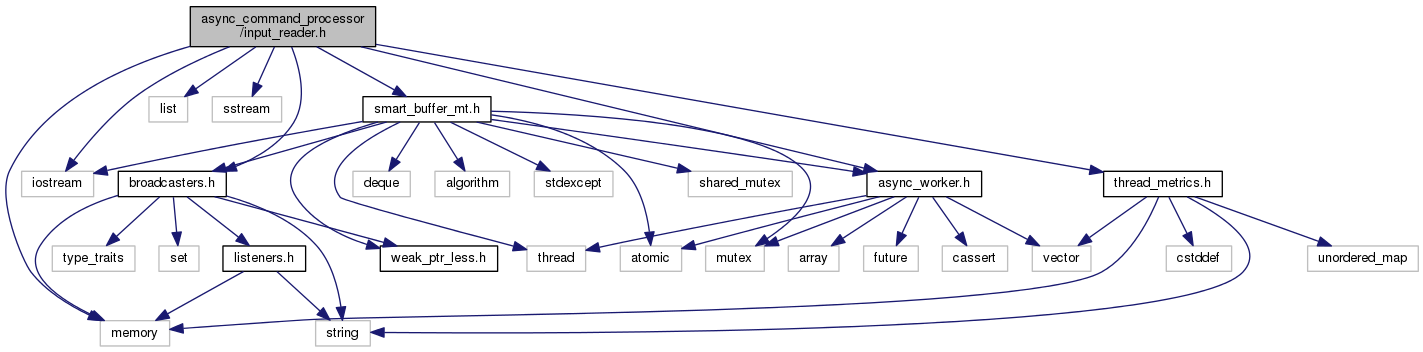 async_command_processor
/input_reader.h
list
sstream
smart_buffer_mt.h
iostream
broadcasters.h
deque
algorithm
stdexcept
shared_mutex
async_worker.h
thread_metrics.h
type_traits
set
listeners.h
weak_ptr_less.h
thread
atomic
mutex
array
future
cassert
vector
cstddef
unordered_map
memory
string